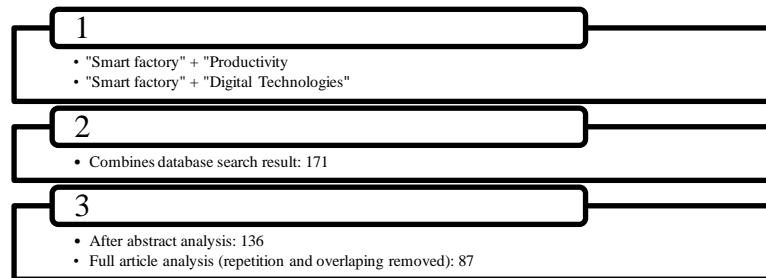 1
• "Smart factory" + "Productivity
• "Smart factory" + "Digital Technologies"
2
• Combines database search result: 171
3
• After abstract analysis: 136
• Full article analysis (repetition and overlaping removed): 87